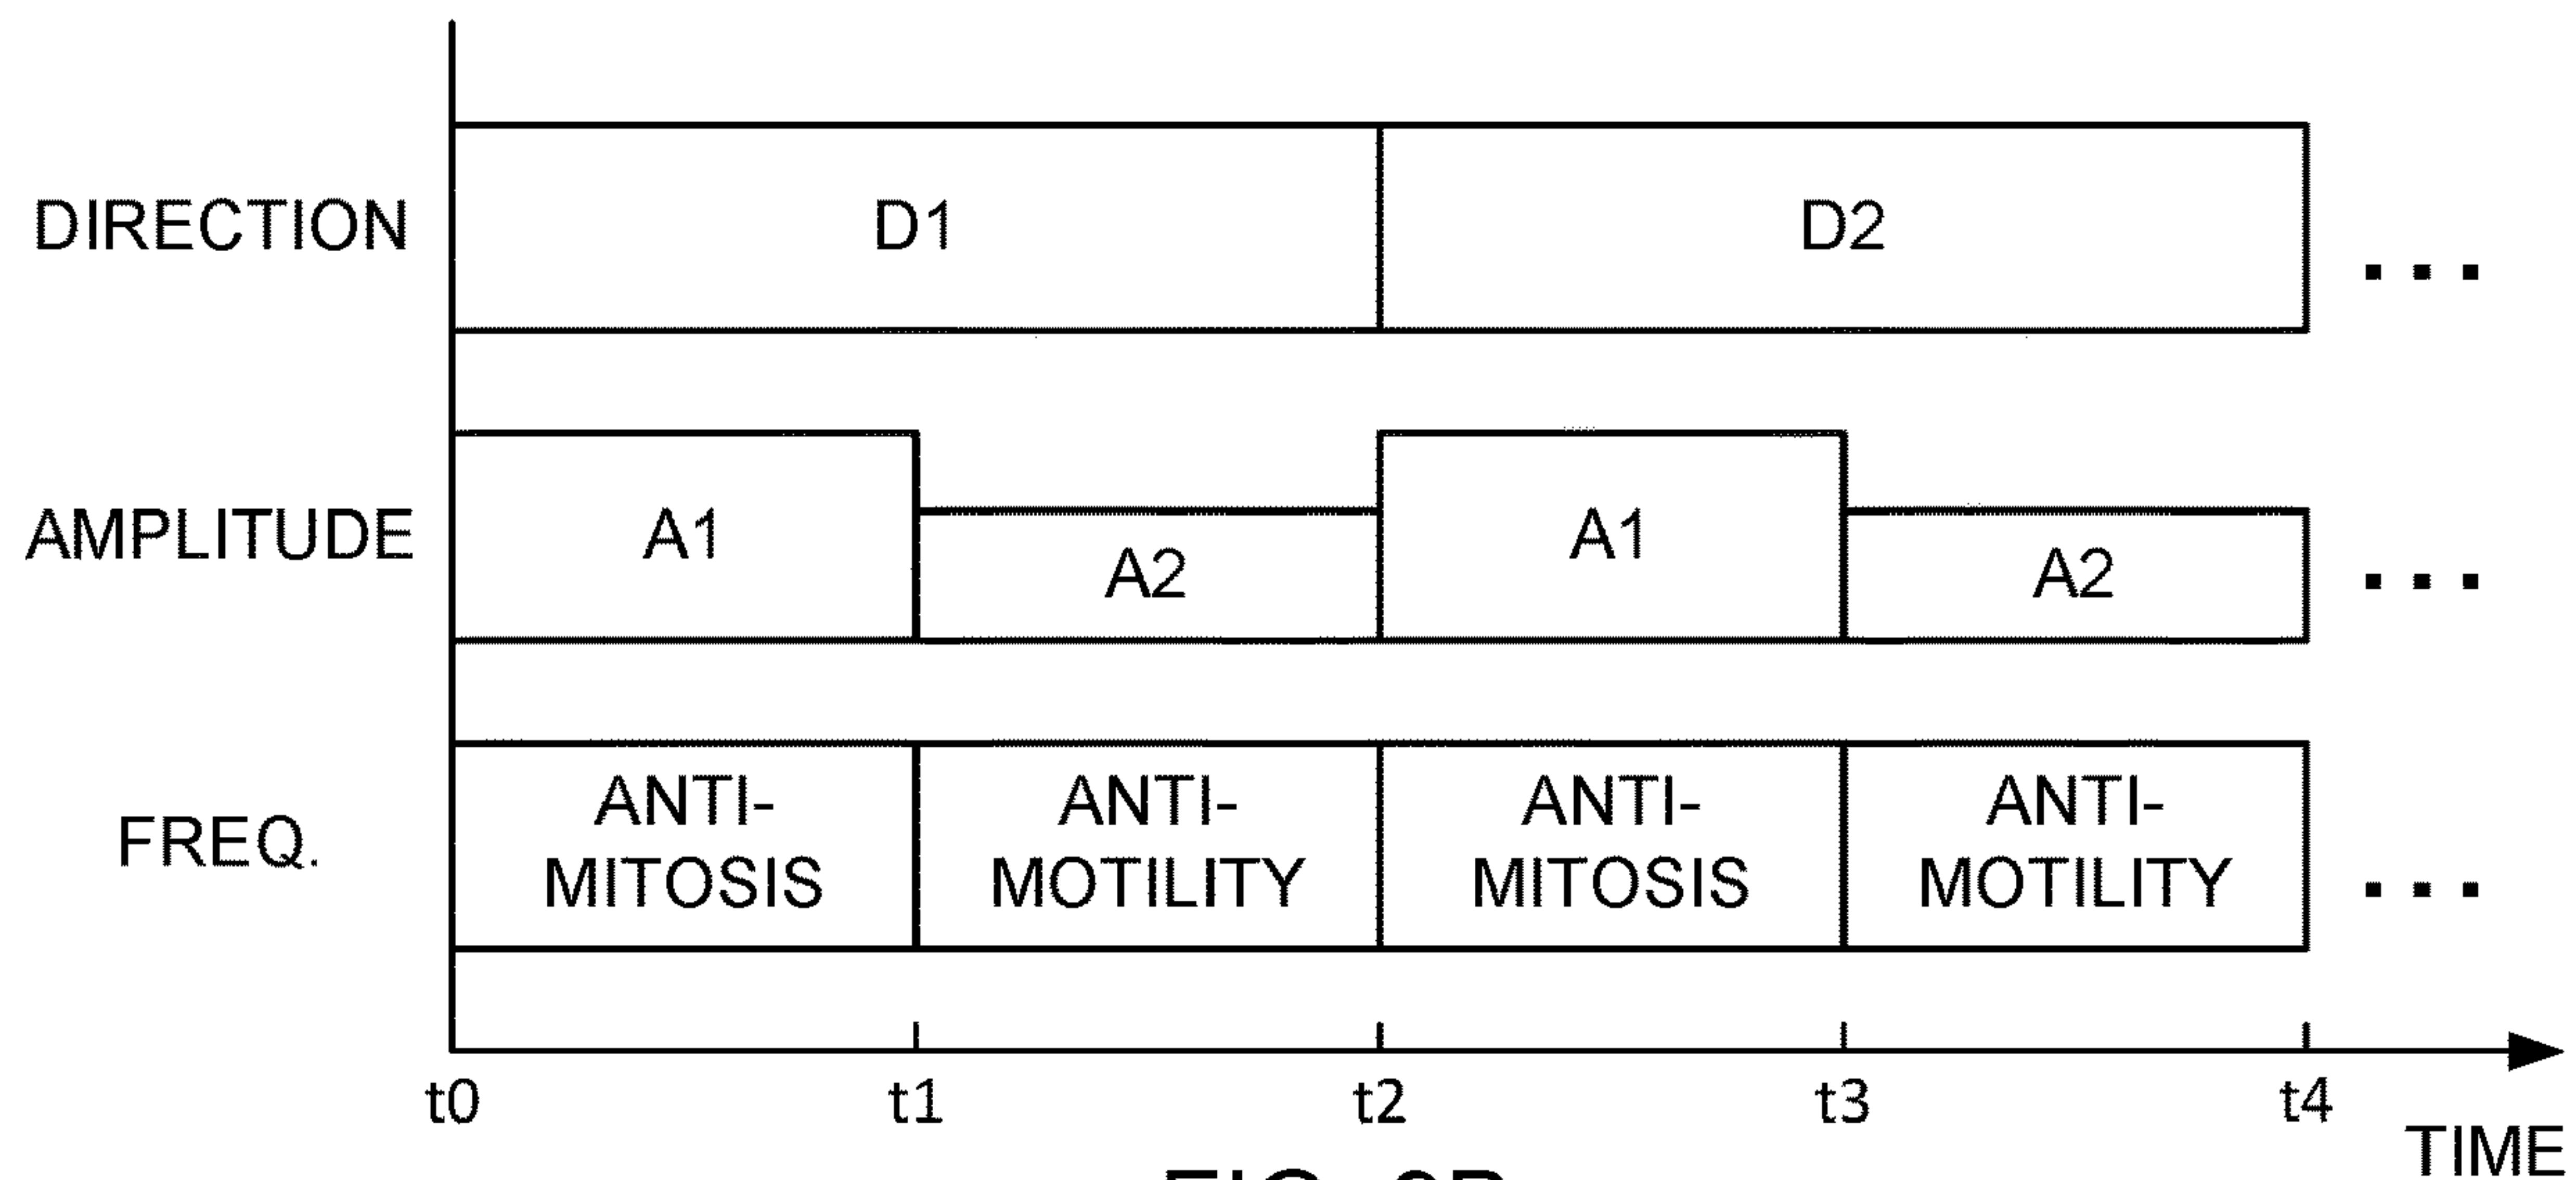 DIRECTION D1 D2 ...
AMPLITUDE A1 A2 A1 A2 ...
FREQ. ANTI-MITOSIS ANTI-MOTILITY ANTI-MITOSIS ANTI-MOTILITY ...
t0 t1 t2 t3 t4
TIME